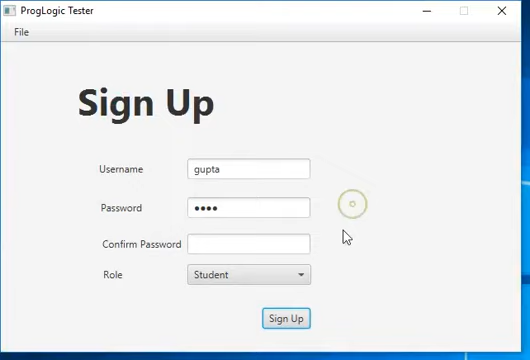 ProgLogic Tester
File
Sign Up
Username gupta
Password ••••
Confirm Password
Role Student
Sign Up